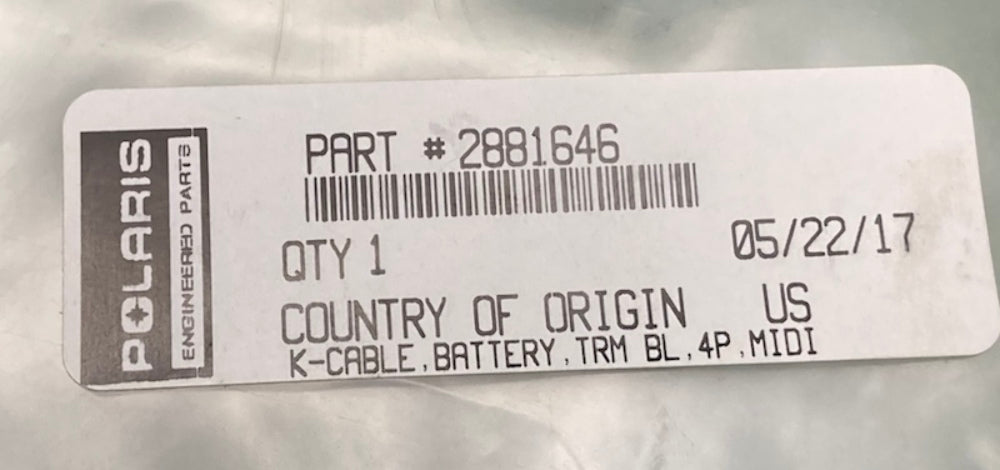 POLARIS
ENGINEERED PARTS
PART # 2881646
QTY 1
05/22/17
COUNTRY OF ORIGIN US
K-CABLE,BATTERY,TRM BL,4P,MIDI